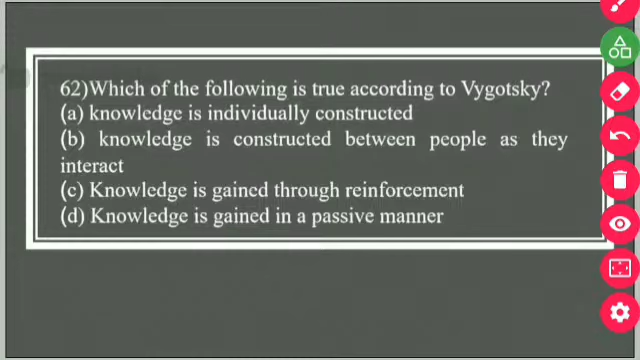 62)Which of the following is true according to Vygotsky?
(a) knowledge is individually constructed
(b) knowledge is constructed between people as they
interact
(c) Knowledge is gained through reinforcement
(d) Knowledge is gained in a passive manner